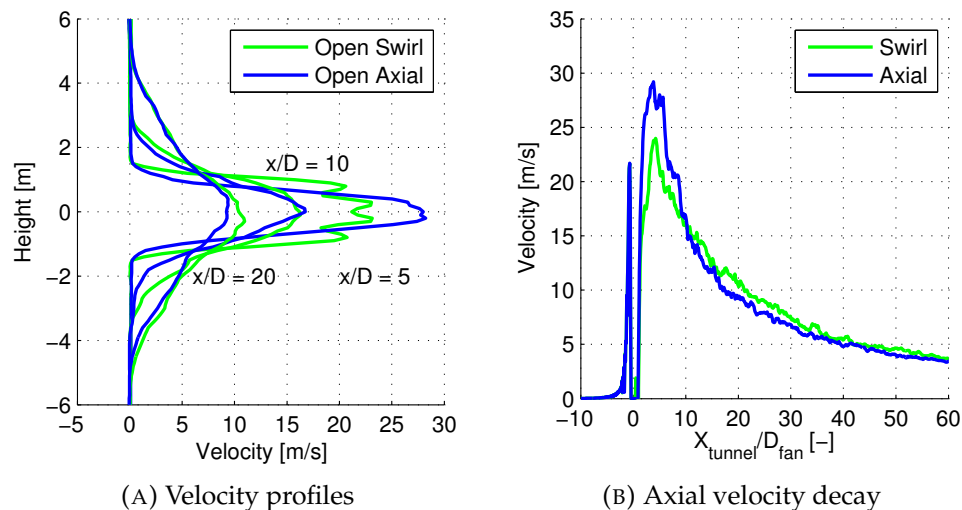 6
4
2
0
−2
−4
−6
Height [m]
−5
0
5
10
15
20
25
30
Velocity [m/s]
Open Swirl
Open Axial
x/D = 10
x/D = 20
x/D = 5
(A) Velocity profiles
35
30
25
20
15
10
5
0
Velocity [m/s]
−10
0
10
20
30
40
50
60
X_tunnel/D_fan [−]
Swirl
Axial
(B) Axial velocity decay